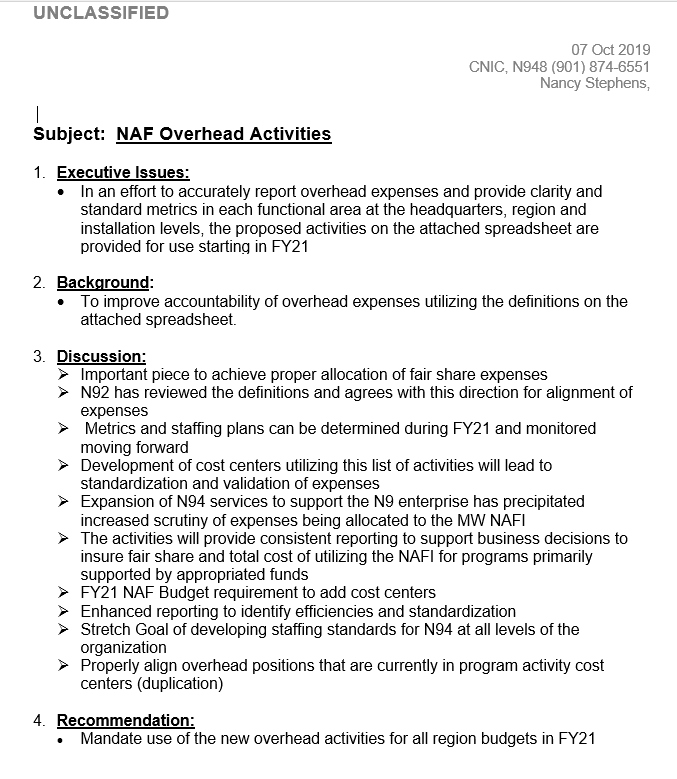 UNCLASSIFIED
07 Oct 2019
CNIC, N948 (901) 874-6551
Nancy Stephens,
Subject: NAF Overhead Activities
1. Executive Issues:
• In an effort to accurately report overhead expenses and provide clarity and
standard metrics in each functional area at the headquarters, region and
installation levels, the proposed activities on the attached spreadsheet are
provided for use starting in FY21
2. Background:
• To improve accountability of overhead expenses utilizing the definitions on the
attached spreadsheet.
3. Discussion:
➢ Important piece to achieve proper allocation of fair share expenses
➢ N92 has reviewed the definitions and agrees with this direction for alignment of
expenses
➢ Metrics and staffing plans can be determined during FY21 and monitored
moving forward
➢ Development of cost centers utilizing this list of activities will lead to
standardization and validation of expenses
➢ Expansion of N94 services to support the N9 enterprise has precipitated
increased scrutiny of expenses being allocated to the MW NAFI
➢ The activities will provide consistent reporting to support business decisions to
insure fair share and total cost of utilizing the NAFI for programs primarily
supported by appropriated funds
➢ FY21 NAF Budget requirement to add cost centers
➢ Enhanced reporting to identify efficiencies and standardization
➢ Stretch Goal of developing staffing standards for N94 at all levels of the
organization
➢ Properly align overhead positions that are currently in program activity cost
centers (duplication)
4. Recommendation:
• Mandate use of the new overhead activities for all region budgets in FY21